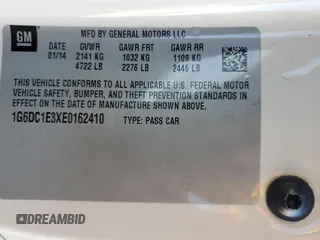 GM
MFD BY GENERAL MOTORS LLC
DATE GVWR GAWR FRT GAWR RR
01/14 2141 KG 1032 KG 1109 KG
4722 LB 2276 LB 2445 LB
THIS VEHICLE CONFORMS TO ALL APPLICABLE U.S. FEDERAL MOTOR
VEHICLE SAFETY, BUMPER, AND THEFT PREVENTION STANDARDS IN
EFFECT ON THE DATE OF MANUFACTURE SHOWN ABOVE.
1G6DC1E3XE0162410 TYPE: PASS CAR
DREAMBID